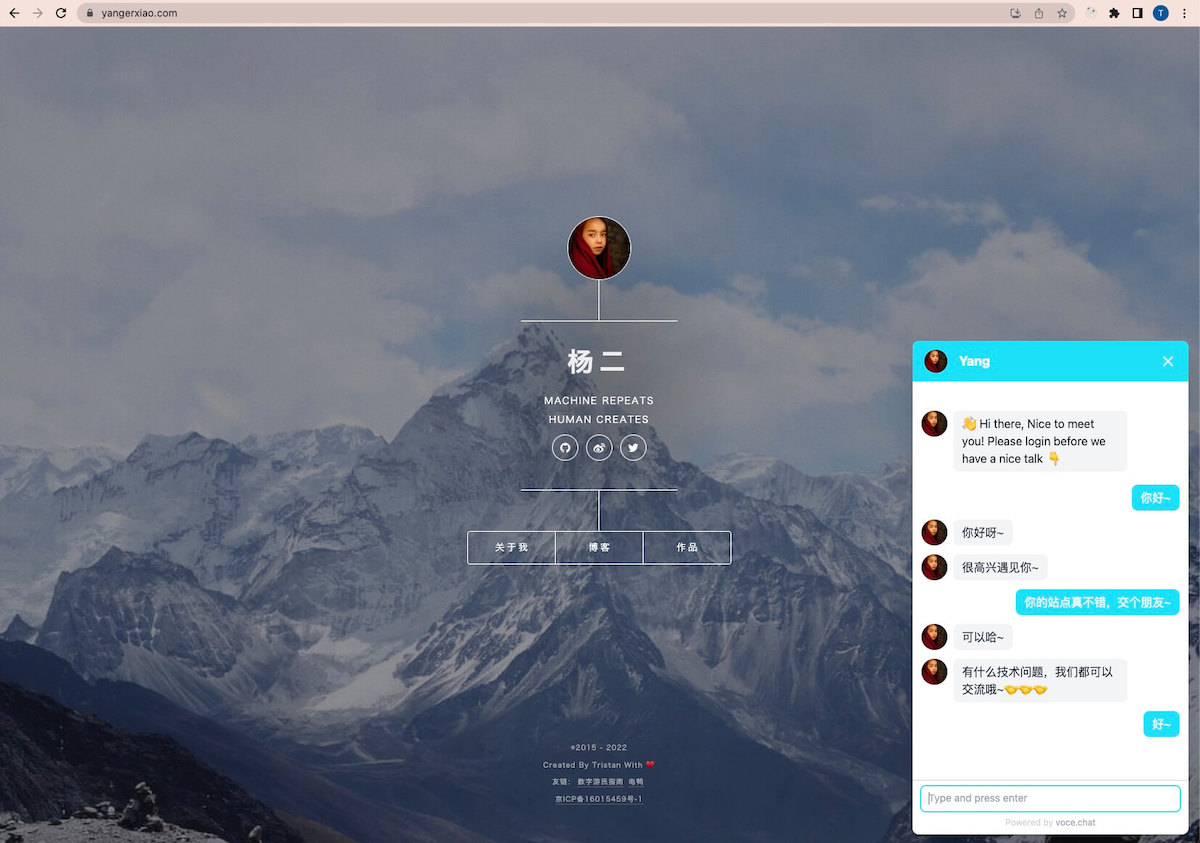 yangerxiao.com
T
杨二
MACHINE REPEATS
HUMAN CREATES
关于我
博客
作品
©2015 - 2022
Created By Tristan With ❤️
友链： 数字游民指南 电鸭
京ICP备16015459号-1
Yang
👋 Hi there, Nice to meet
you! Please login before we
have a nice talk 👇
你好~
你好呀~
很高兴遇见你~
你的站点真不错，交个朋友~
可以哈~
有什么技术问题，我们都可以
交流哦~🤝🤝🤝
好~
Type and press enter
Powered by voce.chat